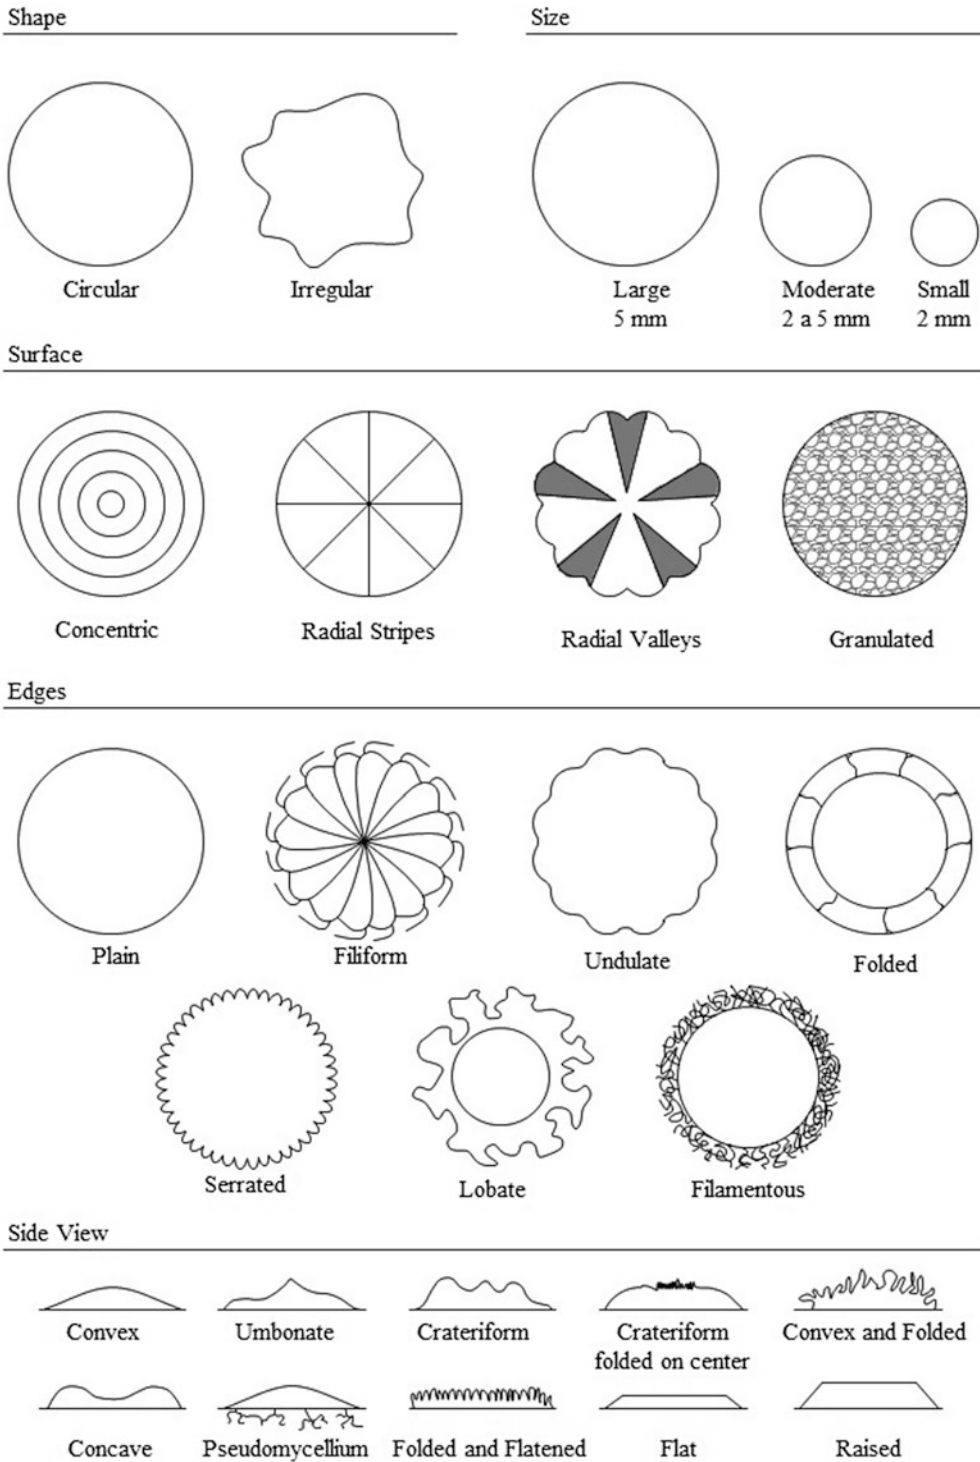 Shape
Size
Circular
Irregular
Large
5 mm
Moderate
2 a 5 mm
Small
2 mm
Surface
Concentric
Radial Stripes
Radial Valleys
Granulated
Edges
Plain
Filiform
Undulate
Folded
Serrated
Lobate
Filamentous
Side View
Convex
Umbonate
Crateriform
Crateriform
folded on center
Convex and Folded
Concave
Pseudomycellium
Folded and Flatened
Flat
Raised